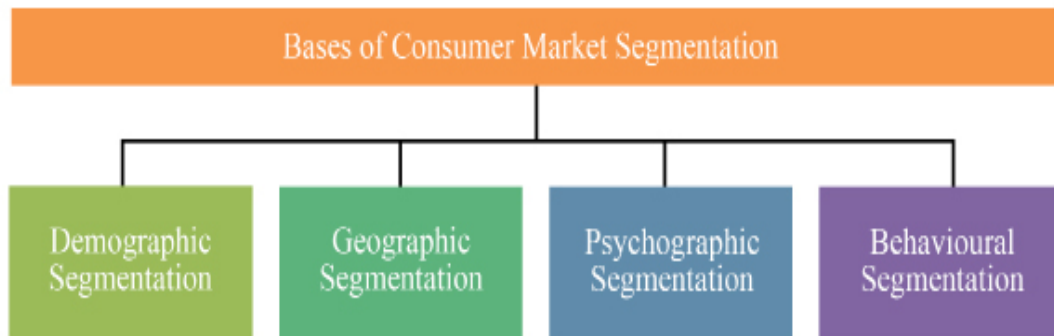 Bases of Consumer Market Segmentation
Demographic
Segmentation
Geographic
Segmentation
Psychographic
Segmentation
Behavioural
Segmentation